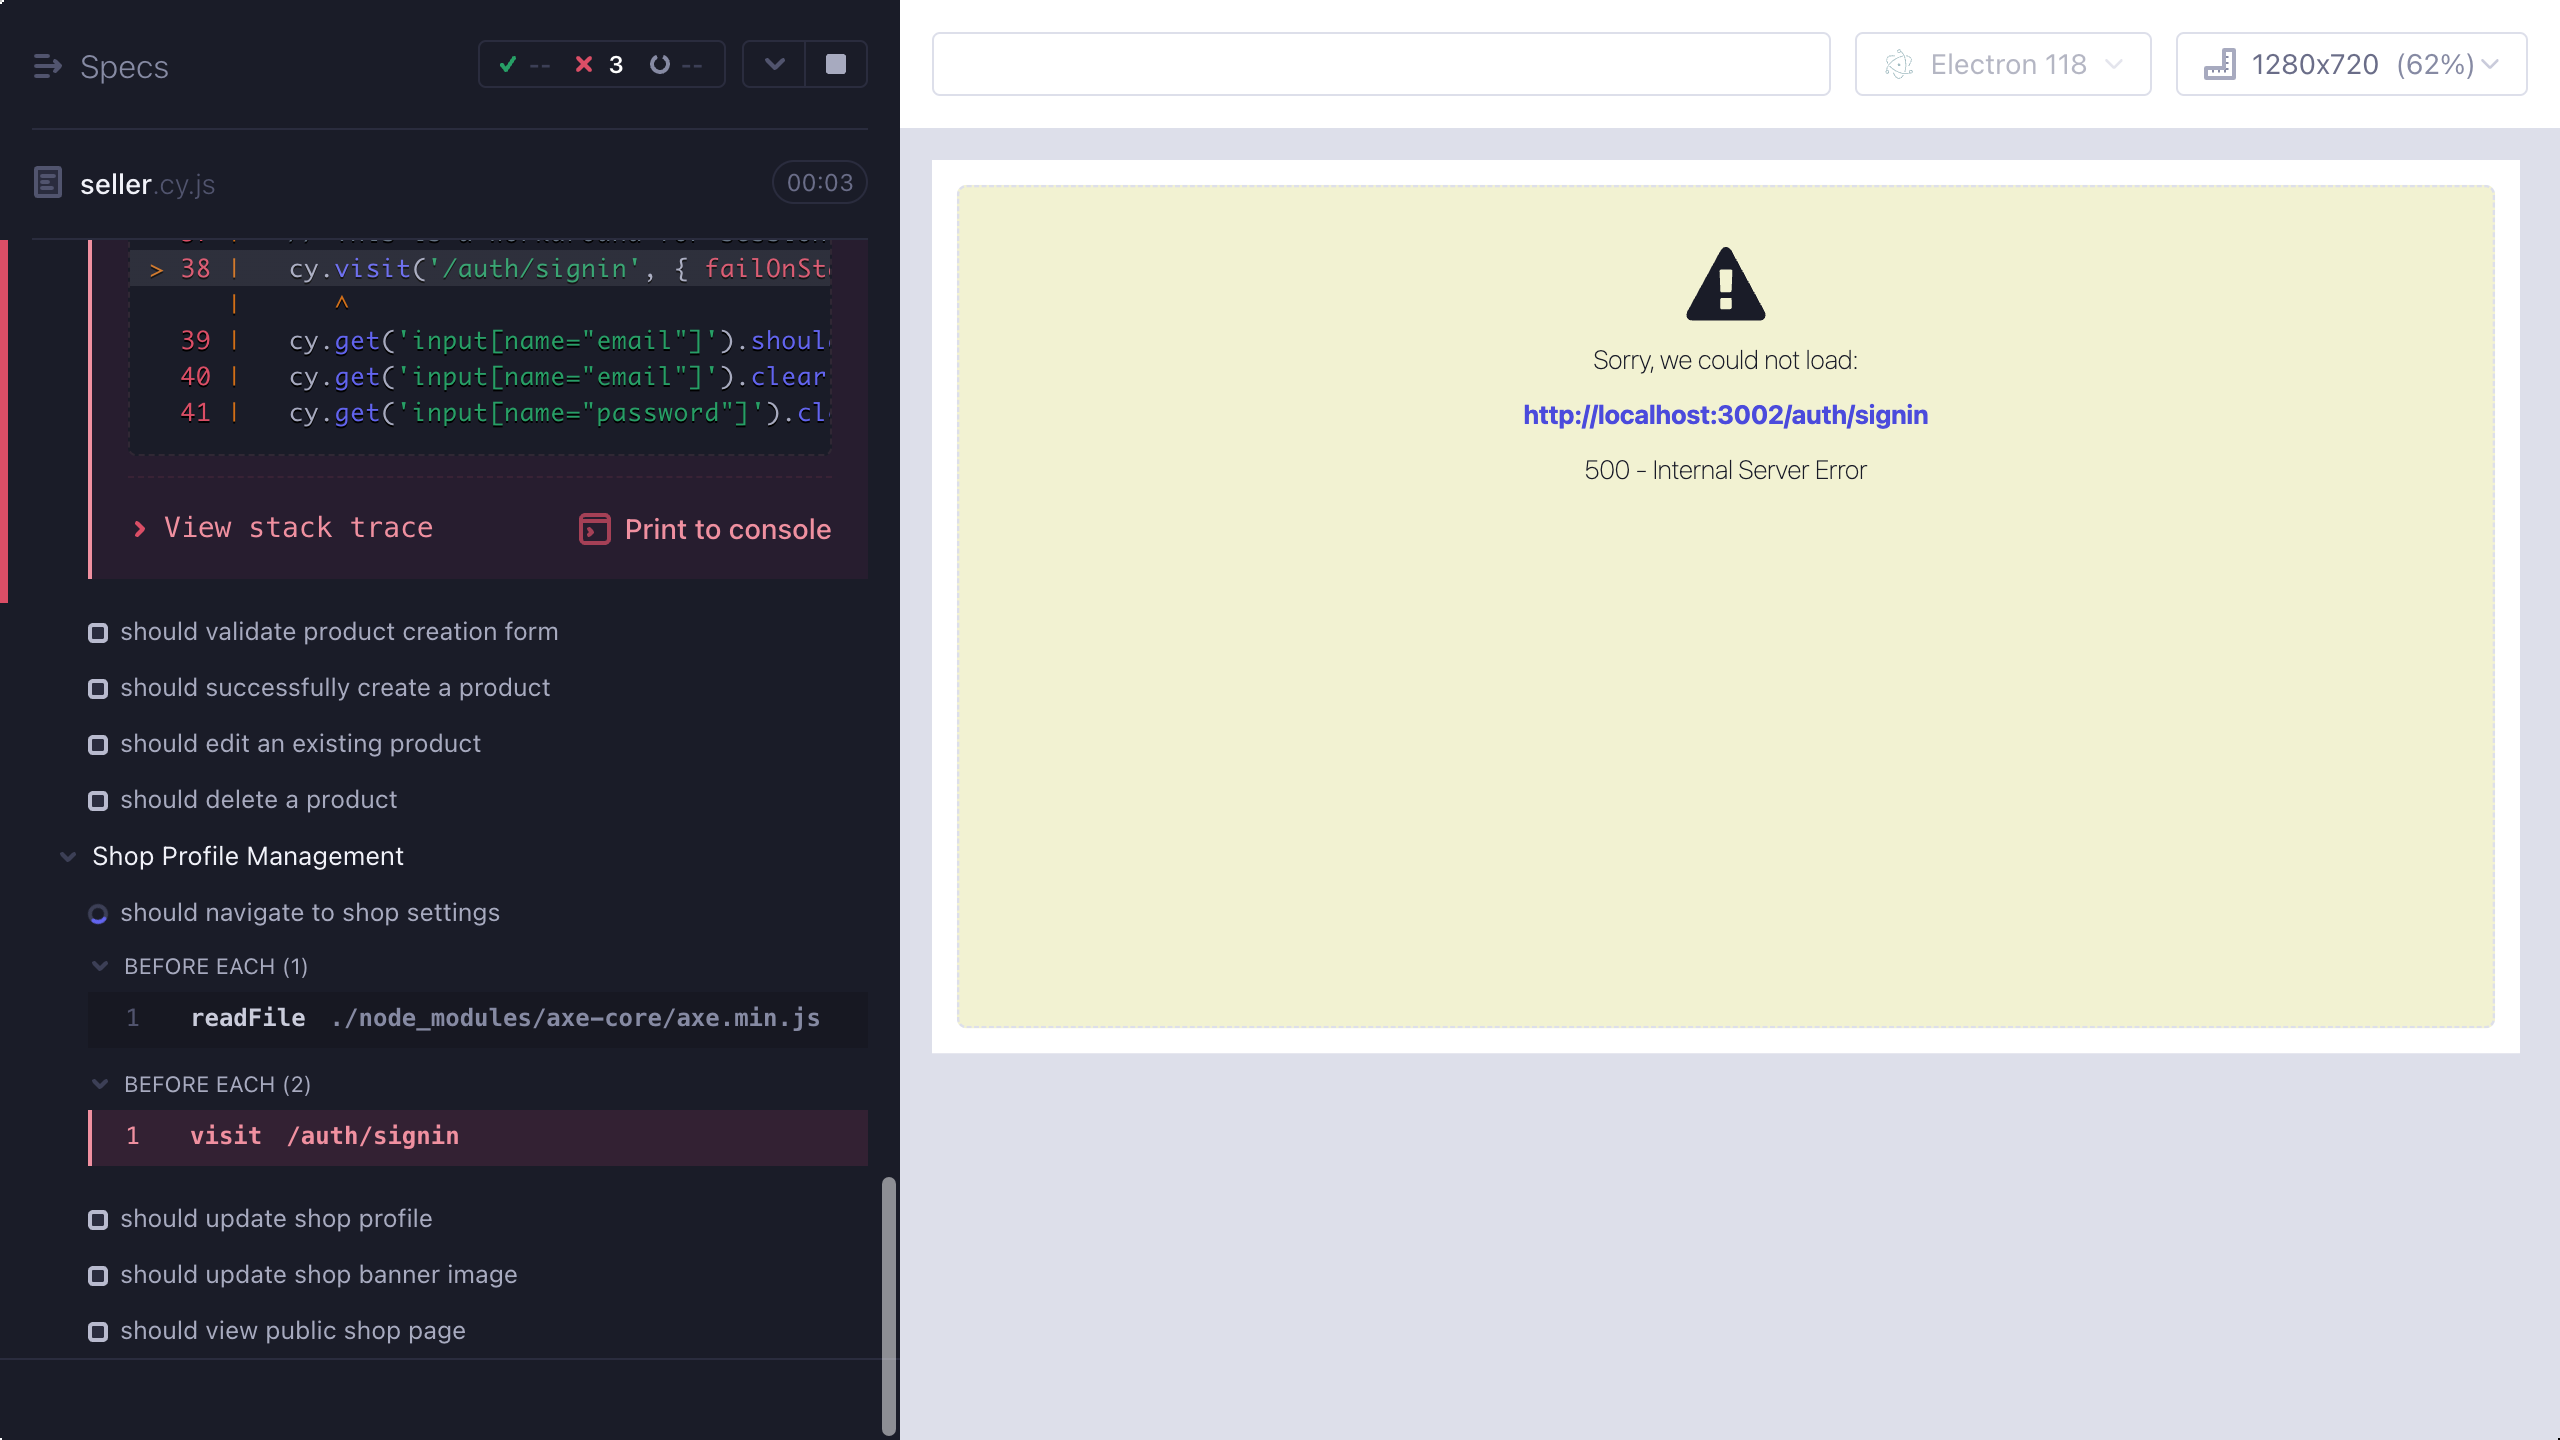 Specs
-- 3 --
seller.cy.js
00:03
> 38 | cy.visit('/auth/signin', { failOnSt
| ^
39 | cy.get('input[name="email"]').shoul
40 | cy.get('input[name="email"]').clear
41 | cy.get('input[name="password"]').cl
View stack trace
Print to console
should validate product creation form
should successfully create a product
should edit an existing product
should delete a product
Shop Profile Management
should navigate to shop settings
BEFORE EACH (1)
1 readFile ./node_modules/axe-core/axe.min.js
BEFORE EACH (2)
1 visit /auth/signin
should update shop profile
should update shop banner image
should view public shop page
Electron 118
1280x720 (62%)
Sorry, we could not load:
http://localhost:3002/auth/signin
500 - Internal Server Error